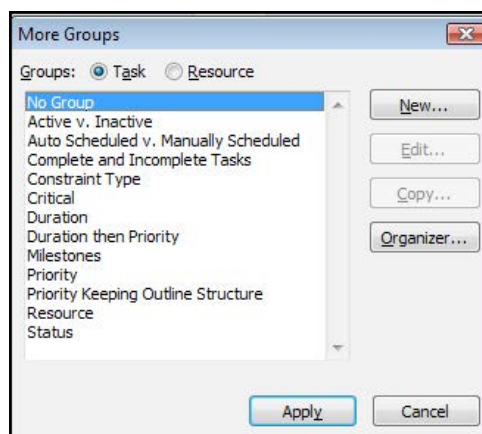 More Groups
Groups: Task Resource
No Group
Active v. Inactive
Auto Scheduled v. Manually Scheduled
Complete and Incomplete Tasks
Constraint Type
Critical
Duration
Duration then Priority
Milestones
Priority
Priority Keeping Outline Structure
Resource
Status
New...
Edit...
Copy...
Organizer...
Apply
Cancel